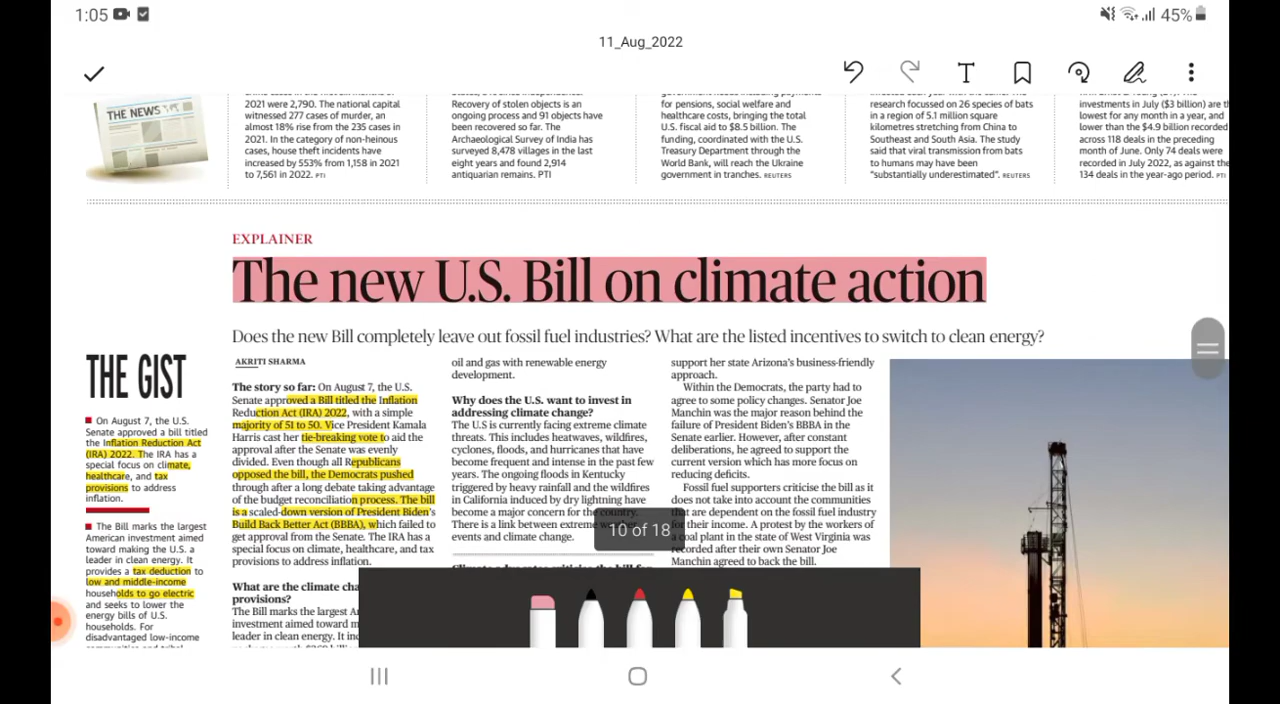 1:05
45%
11_Aug_2022
THE NEWS
2021 were 2,790. The national capital
witnessed 277 cases of murder, an
almost 18% rise from the 235 cases in
2021. In the category of non-heinous
cases, house theft incidents have
increased by 553% from 1,158 in 2021
to 7,561 in 2022. PTI
Recovery of stolen objects is an
ongoing process and 91 objects have
been recovered so far. The
Archaeological Survey of India has
surveyed 8,478 villages in the last
eight years and found 2,914
antiquarian remains. PTI
for pensions, social welfare and
healthcare costs, bringing the total
U.S. fiscal aid to $8.5 billion. The
funding, coordinated with the U.S.
Treasury Department through the
World Bank, will reach the Ukraine
government in tranches. REUTERS
research focussed on 26 species of bats
in a region of 5.1 million square
kilometres stretching from China to
Southeast and South Asia. The study
said that viral transmission from bats
to humans may have been
"substantially underestimated". REUTERS
investments in July ($3 billion) are th
lowest for any month in a year, and
lower than the $4.9 billion recorded
across 118 deals in the preceding
month of June. Only 74 deals were
recorded in July 2022, as against the
134 deals in the year-ago period. PTI
EXPLAINER
The new U.S. Bill on climate action
Does the new Bill completely leave out fossil fuel industries? What are the listed incentives to switch to clean energy?
THE GIST
On August 7, the U.S.
Senate approved a bill titled
the Inflation Reduction Act
(IRA) 2022. The IRA has a
special focus on climate,
healthcare, and tax
provisions to address
inflation.
The Bill marks the largest
American investment aimed
toward making the U.S. a
leader in clean energy. It
provides a tax deduction to
low and middle-income
households to go electric
and seeks to lower the
energy bills of U.S.
households. For
disadvantaged low-income
AKRITI SHARMA
The story so far: On August 7, the U.S.
Senate approved a Bill titled the Inflation
Reduction Act (IRA) 2022, with a simple
majority of 51 to 50. Vice President Kamala
Harris cast her tie-breaking vote to aid the
approval after the Senate was evenly
divided. Even though all Republicans
opposed the bill, the Democrats pushed
through after a long debate taking advantage
of the budget reconciliation process. The bill
is a scaled-down version of President Biden's
Build Back Better Act (BBBA), which failed to
get approval from the Senate. The IRA has a
special focus on climate, healthcare, and tax
provisions to address inflation.
What are the climate cha
provisions?
The Bill marks the largest A
investment aimed toward m
leader in clean energy. It in
oil and gas with renewable energy
development.
Why does the U.S. want to invest in
addressing climate change?
The U.S is currently facing extreme climate
threats. This includes heatwaves, wildfires,
cyclones, floods, and hurricanes that have
become frequent and intense in the past few
years. The ongoing floods in Kentucky
triggered by heavy rainfall and the wildfires
in California induced by dry lightning have
become a major concern for the country.
There is a link between extreme
events and climate change.
support her state Arizona's business-friendly
approach.
Within the Democrats, the party had to
agree to some policy changes. Senator Joe
Manchin was the major reason behind the
failure of President Biden's BBBA in the
Senate earlier. However, after constant
deliberations, he agreed to support the
current version which has more focus on
reducing deficits.
Fossil fuel supporters criticise the bill as it
does not take into account the communities
that are dependent on the fossil fuel industry
for their income. A protest by the workers of
a coal plant in the state of West Virginia was
recorded after their own Senator Joe
Manchin agreed to back the bill.
10 of 18